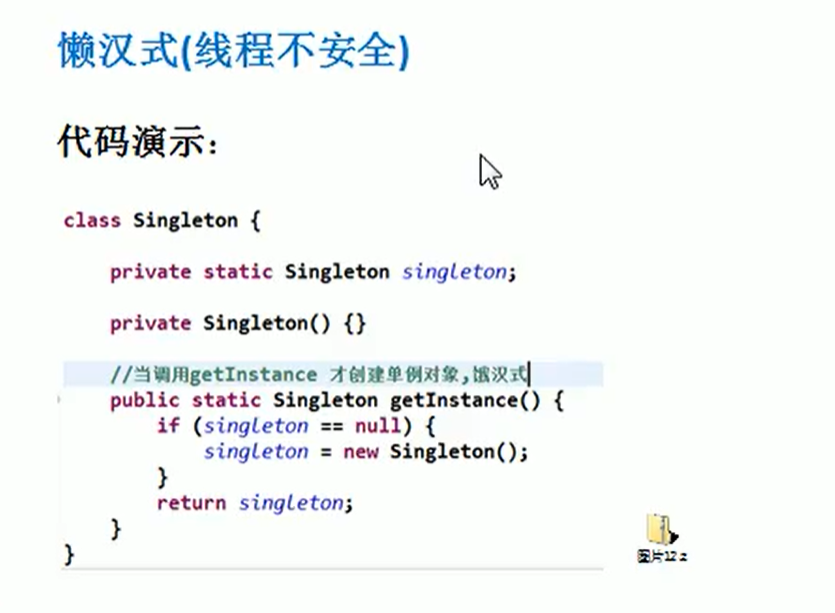 懒汉式(线程不安全)
代码演示：
class Singleton {
private static Singleton singleton;
private Singleton() {}
//当调用getInstance 才创建单例对象,饿汉式
public static Singleton getInstance() {
if (singleton == null) {
singleton = new Singleton();
}
return singleton;
}
}
图片12.z